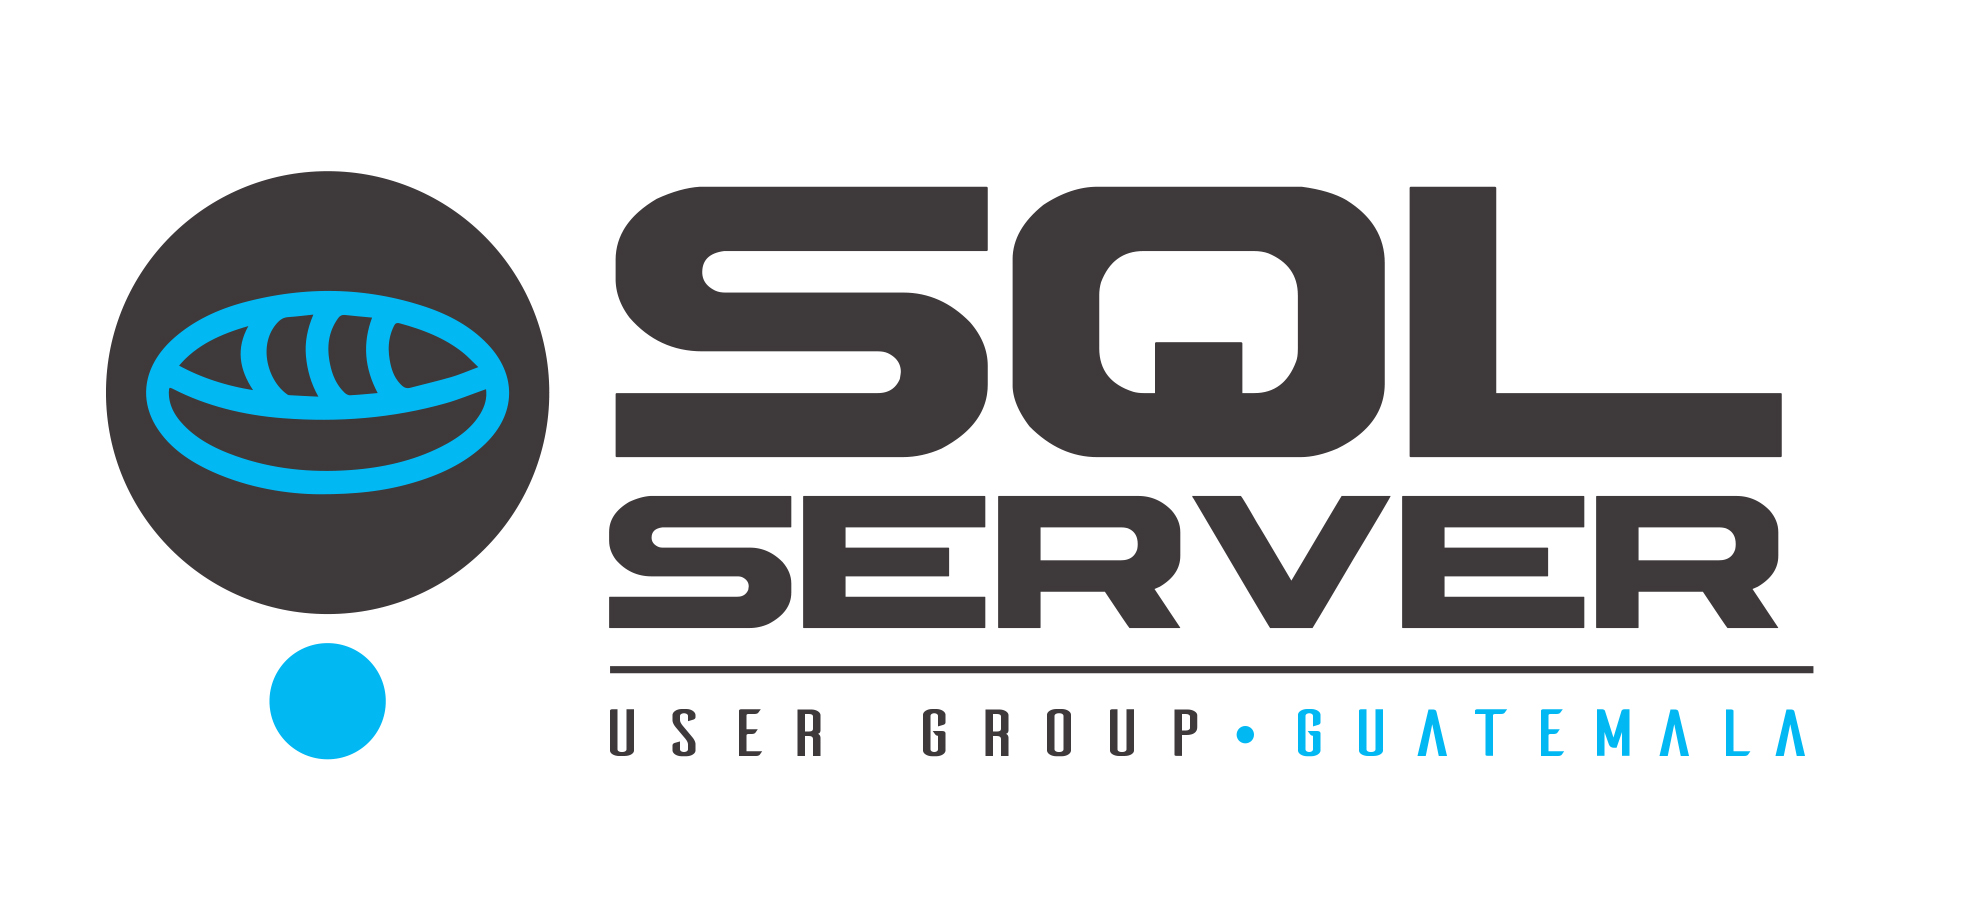 SQL
SERVER
USER GROUP • GUATEMALA